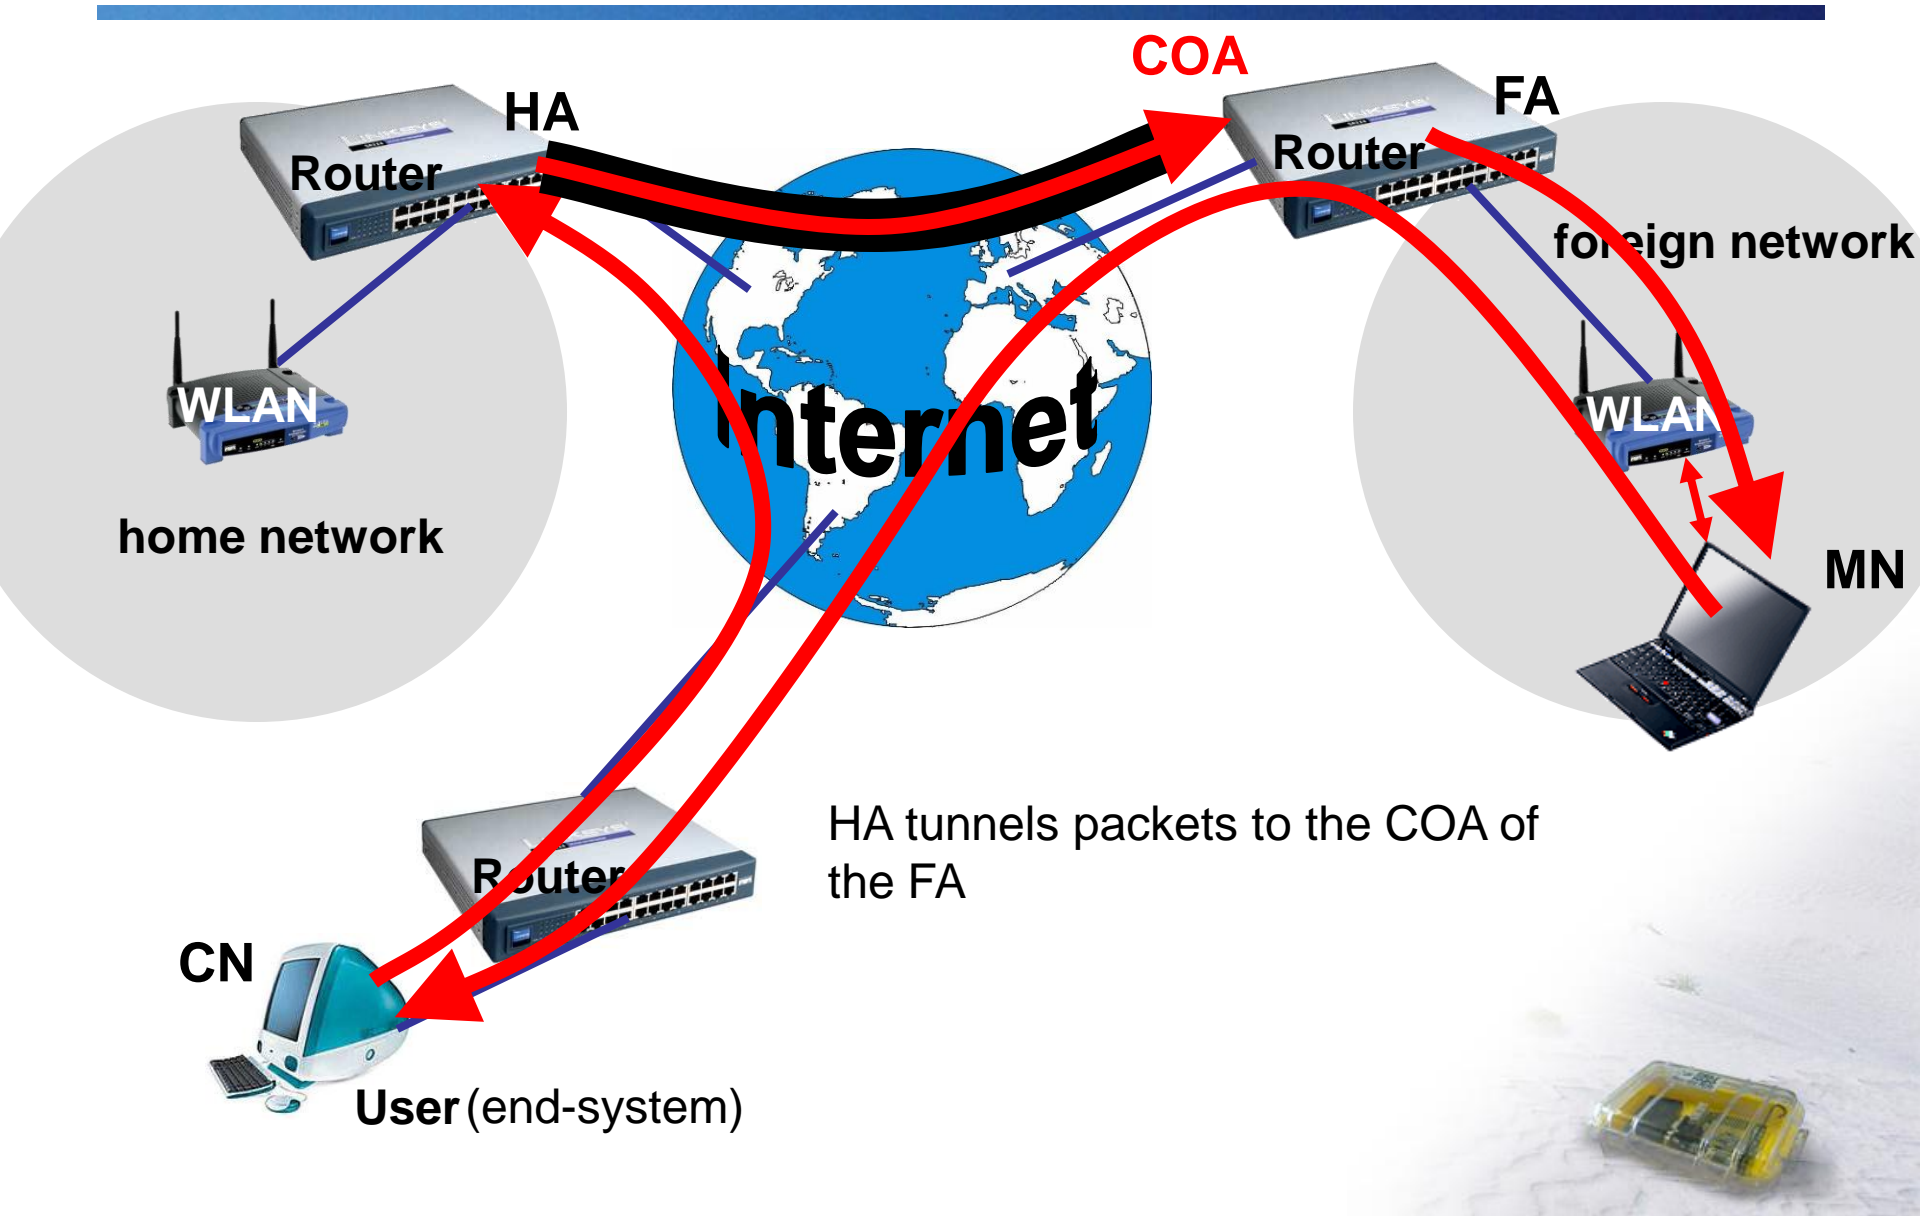 COA
HA
FA
Router
Router
foreign network
WLAN
Internet
WLAN
home network
MN
HA tunnels packets to the COA of
the FA
Router
CN
User (end-system)